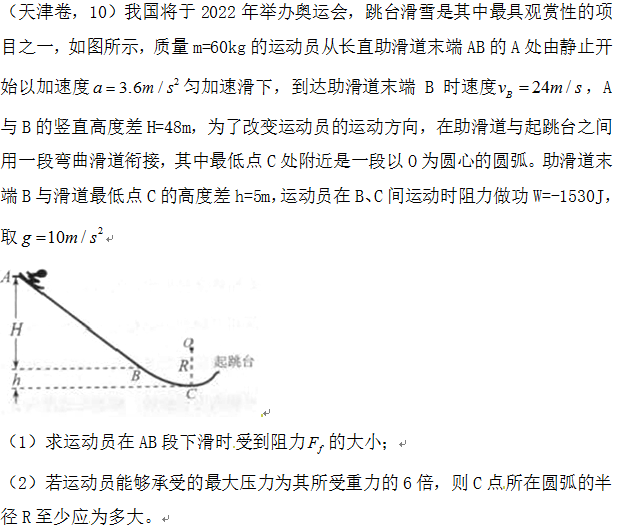 （天津卷，10）我国将于 2022 年举办奥运会，跳台滑雪是其中最具观赏性的项
目之一，如图所示，质量 m=60kg 的运动员从长直助滑道末端 AB 的 A 处由静止开
始以加速度 a=3.6m/s² 匀加速滑下，到达助滑道末端 B 时速度 v_B=24m/s，A
与 B 的竖直高度差 H=48m，为了改变运动员的运动方向，在助滑道与起跳台之间
用一段弯曲滑道衔接，其中最低点 C 处附近是一段以 O 为圆心的圆弧。助滑道末
端 B 与滑道最低点 C 的高度差 h=5m，运动员在 B、C 间运动时阻力做功 W=-1530J，
取 g=10m/s²
A
H
O
R
起跳台
h
B
C
（1）求运动员在 AB 段下滑时受到阻力 F_f 的大小；
（2）若运动员能够承受的最大压力为其所受重力的 6 倍，则 C 点所在圆弧的半
径 R 至少应为多大。